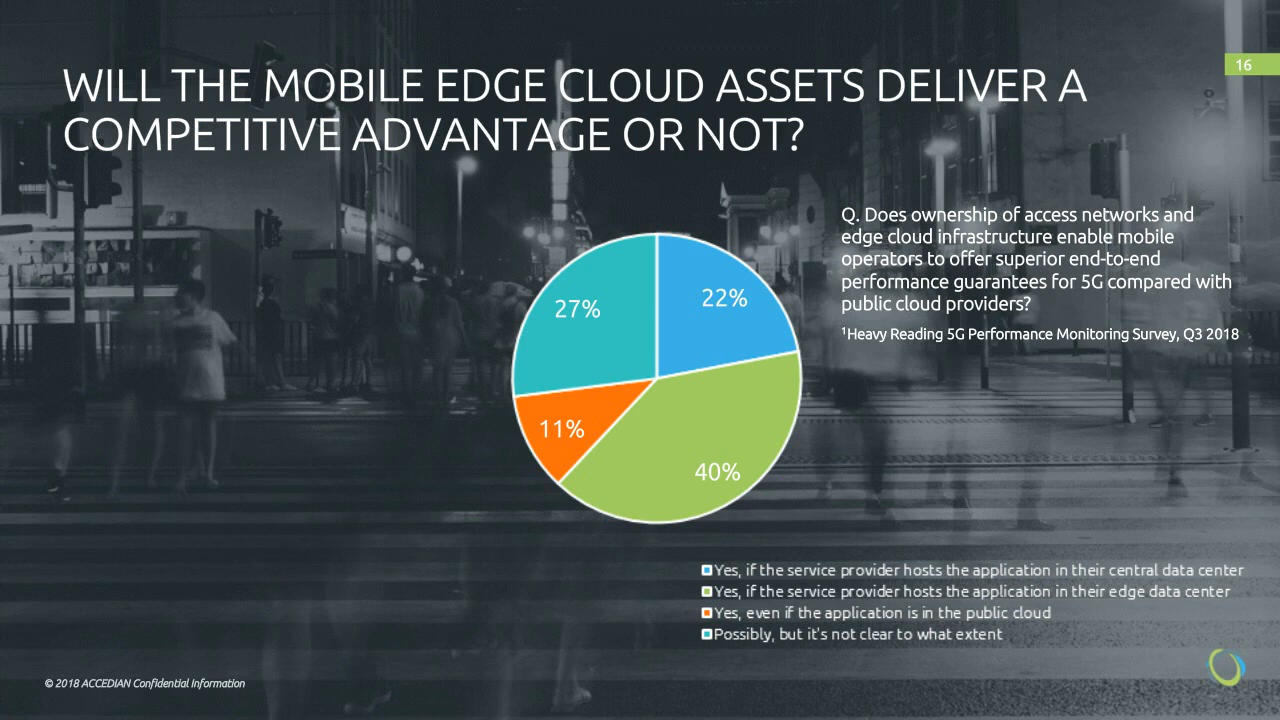 16
WILL THE MOBILE EDGE CLOUD ASSETS DELIVER A
COMPETITIVE ADVANTAGE OR NOT?
Q. Does ownership of access networks and
edge cloud infrastructure enable mobile
operators to offer superior end-to-end
performance guarantees for 5G compared with
public cloud providers?
¹Heavy Reading 5G Performance Monitoring Survey, Q3 2018
27%
22%
11%
40%
Yes, if the service provider hosts the application in their central data center
Yes, if the service provider hosts the application in their edge data center
Yes, even if the application is in the public cloud
Possibly, but it's not clear to what extent
© 2018 ACCEDIAN Confidential Information